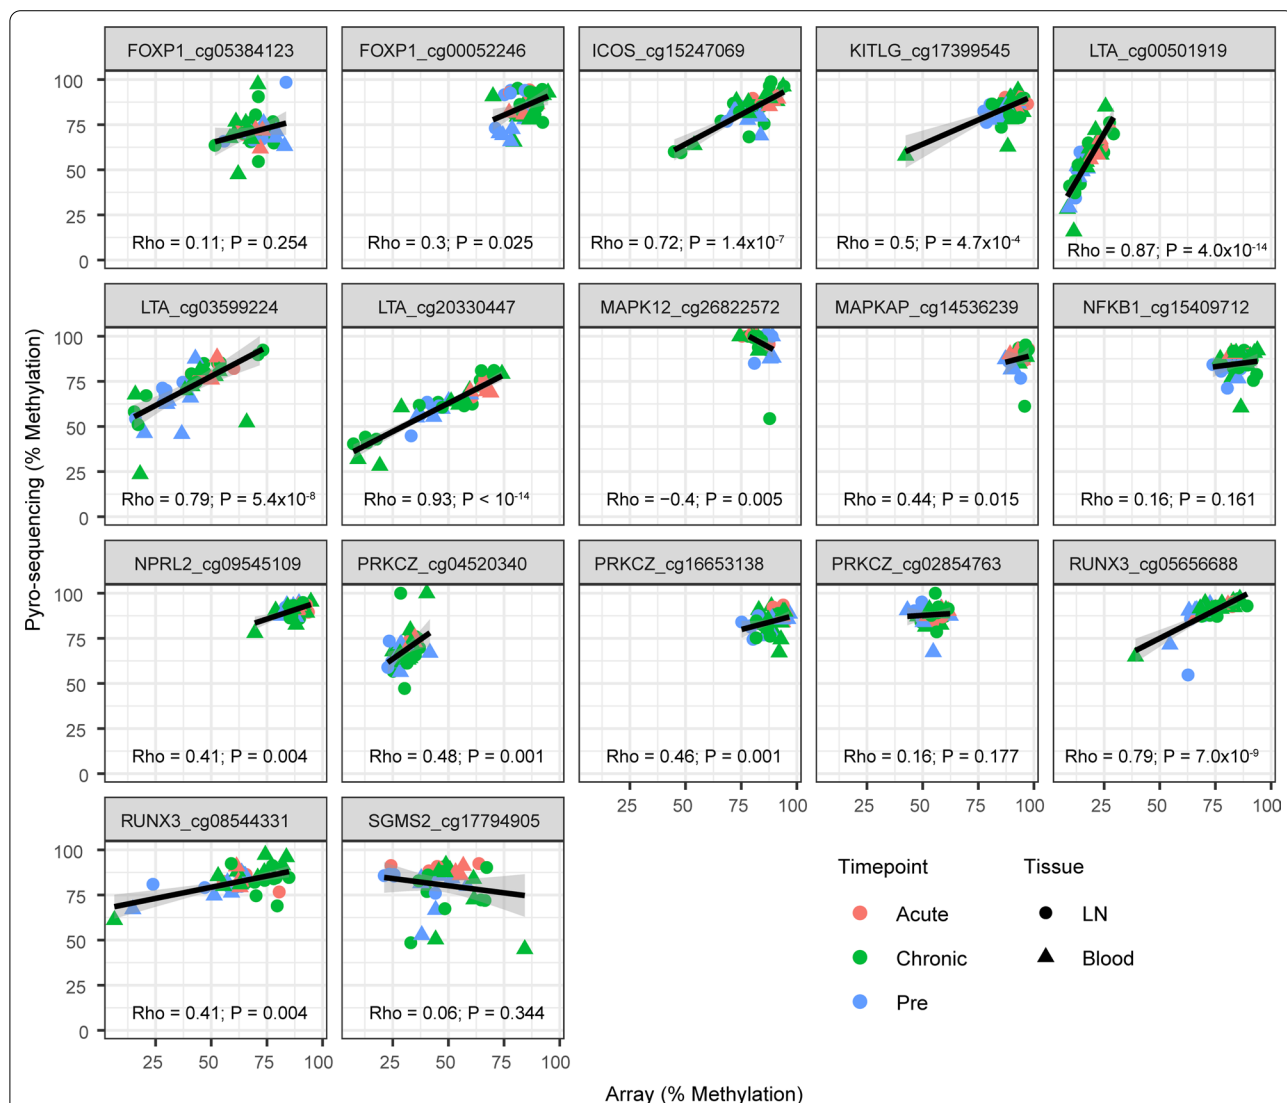 FOXP1_cg05384123
FOXP1_cg00052246
ICOS_cg15247069
KITLG_cg17399545
LTA_cg00501919
100
75
50
25
0
Rho = 0.11; P = 0.254
Rho = 0.3; P = 0.025
Rho = 0.72; P = 1.4x10-7
Rho = 0.5; P = 4.7x10-4
Rho = 0.87; P = 4.0x10-14
LTA_cg03599224
LTA_cg20330447
MAPK12_cg26822572
MAPKAP_cg14536239
NFKB1_cg15409712
100
75
50
25
0
Rho = 0.79; P = 5.4x10-8
Rho = 0.93; P < 10-14
Rho = −0.4; P = 0.005
Rho = 0.44; P = 0.015
Rho = 0.16; P = 0.161
Pyro-sequencing (% Methylation)
NPRL2_cg09545109
PRKCZ_cg04520340
PRKCZ_cg16653138
PRKCZ_cg02854763
RUNX3_cg05656688
100
75
50
25
0
Rho = 0.41; P = 0.004
Rho = 0.48; P = 0.001
Rho = 0.46; P = 0.001
Rho = 0.16; P = 0.177
Rho = 0.79; P = 7.0x10-9
25 50 75 100
25 50 75 100
25 50 75 100
RUNX3_cg08544331
SGMS2_cg17794905
100
75
50
25
0
Rho = 0.41; P = 0.004
Rho = 0.06; P = 0.344
25 50 75 100
25 50 75 100
Array (% Methylation)
Timepoint
Acute
Chronic
Pre
Tissue
LN
Blood